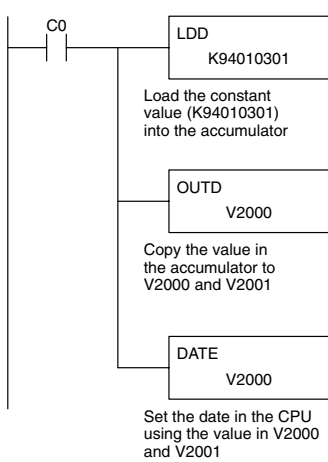 C0
LDD
K94010301
Load the constant
value (K94010301)
into the accumulator
OUTD
V2000
Copy the value in
the accumulator to
V2000 and V2001
DATE
V2000
Set the date in the CPU
using the value in V2000
and V2001